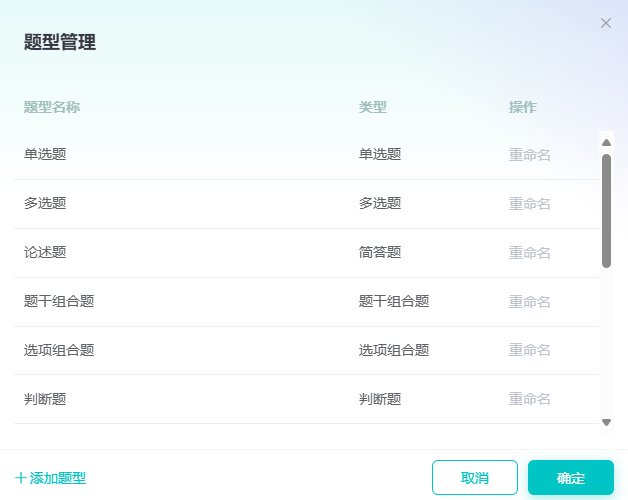 题型管理
题型名称 类型 操作
单选题 单选题 重命名
多选题 多选题 重命名
论述题 简答题 重命名
题干组合题 题干组合题 重命名
选项组合题 选项组合题 重命名
判断题 判断题 重命名
添加题型 取消 确定